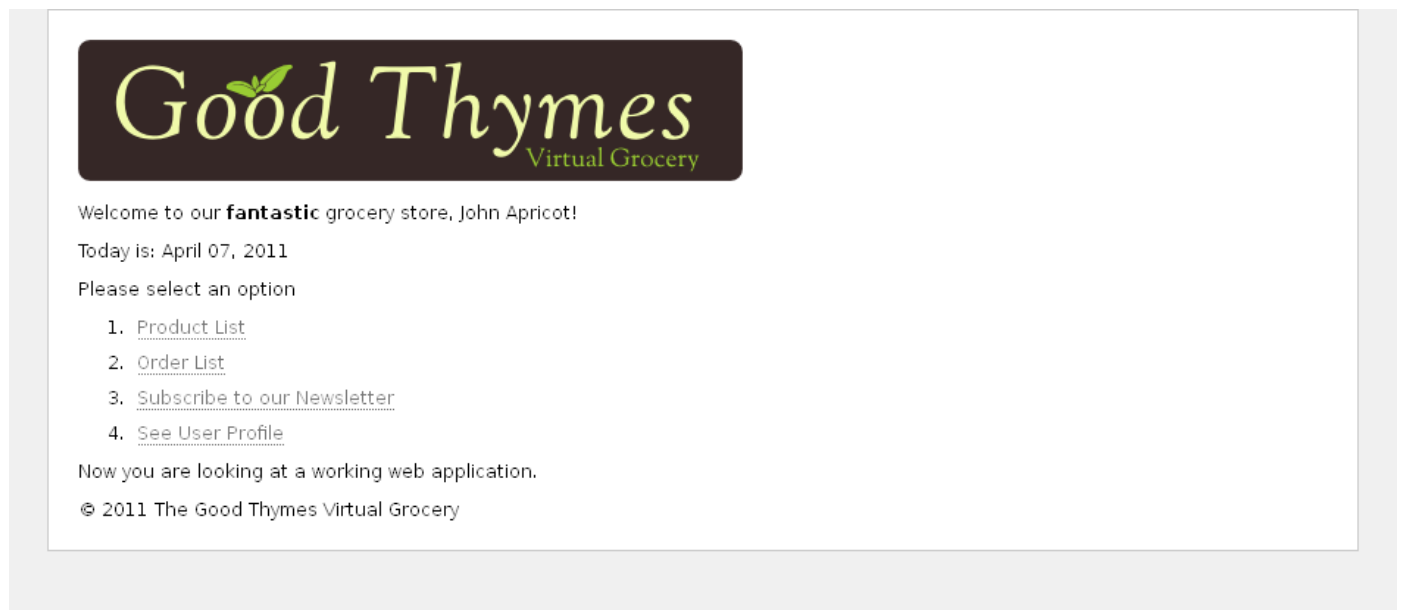 Good Thymes
Virtual Grocery
Welcome to our fantastic grocery store, John Apricot!
Today is: April 07, 2011
Please select an option
1. Product List
2. Order List
3. Subscribe to our Newsletter
4. See User Profile
Now you are looking at a working web application.
© 2011 The Good Thymes Virtual Grocery